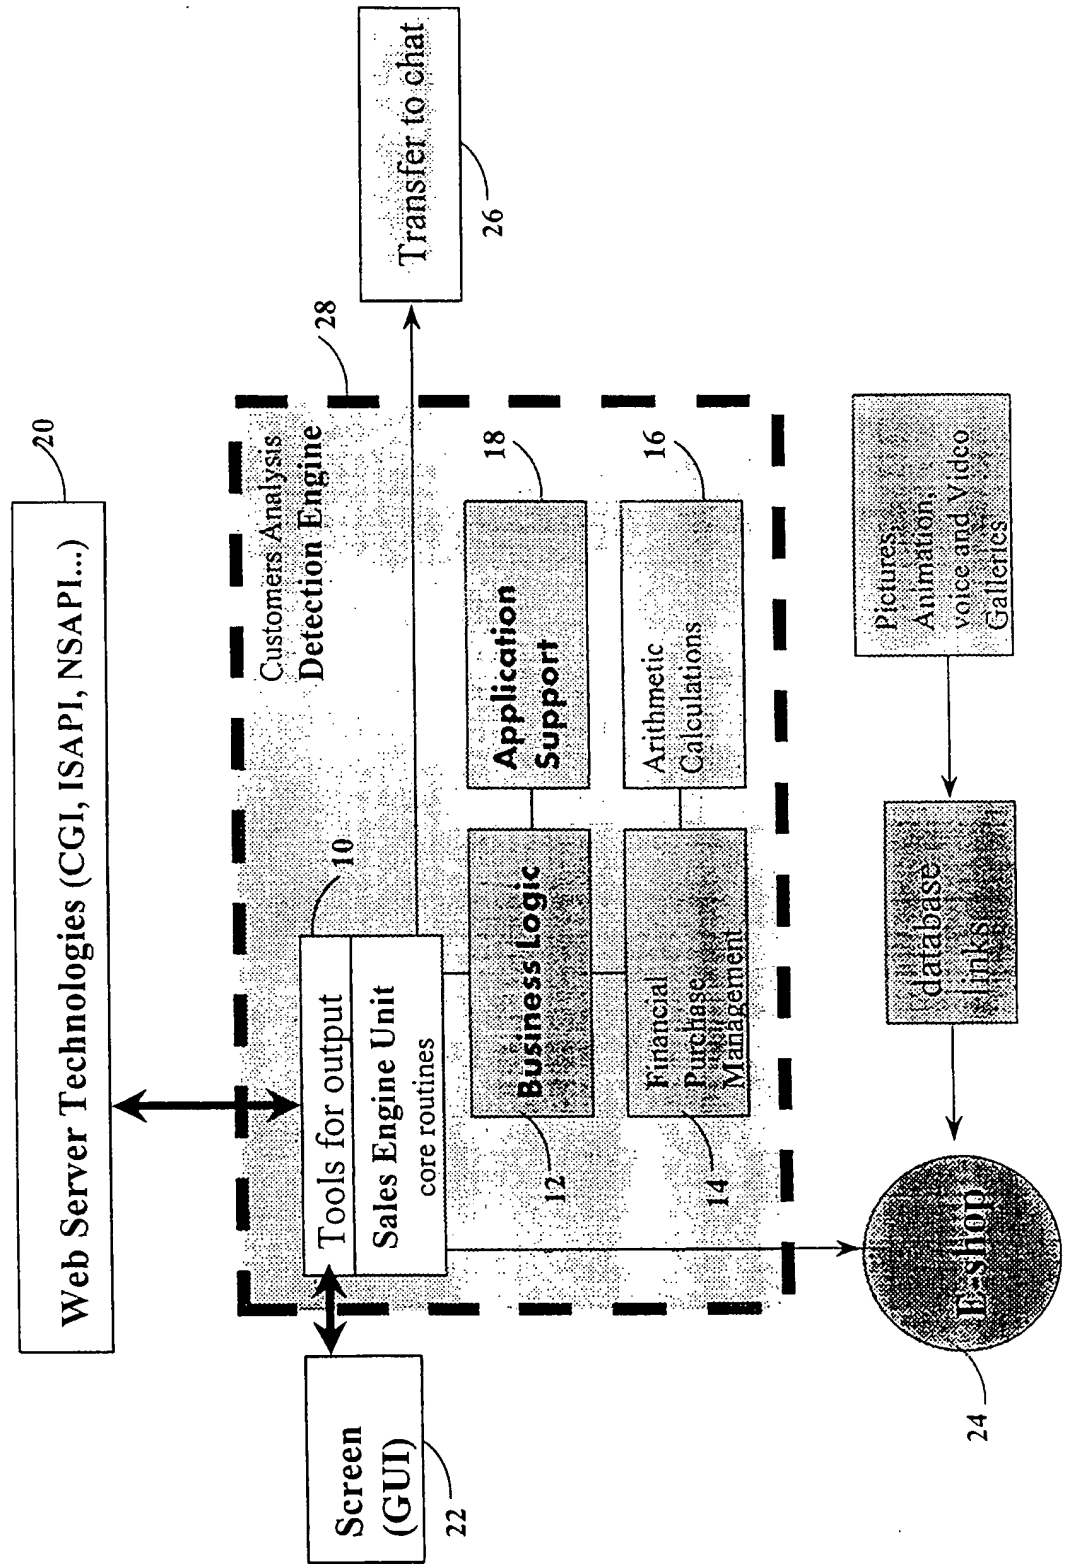 Web Server Technologies (CGI, ISAPI, NSAPI...)
20
Customers Analysis
Detection Engine
28
Screen
(GUI)
22
Tools for output
Sales Engine Unit
core routines
10
Transfer to chat
26
Business Logic
12
Application
Support
18
Financial
Purchase
Management
14
Arithmetic
Calculations
16
E-shop
24
database
links
Pictures,
Animation,
voice and Video
Galleries